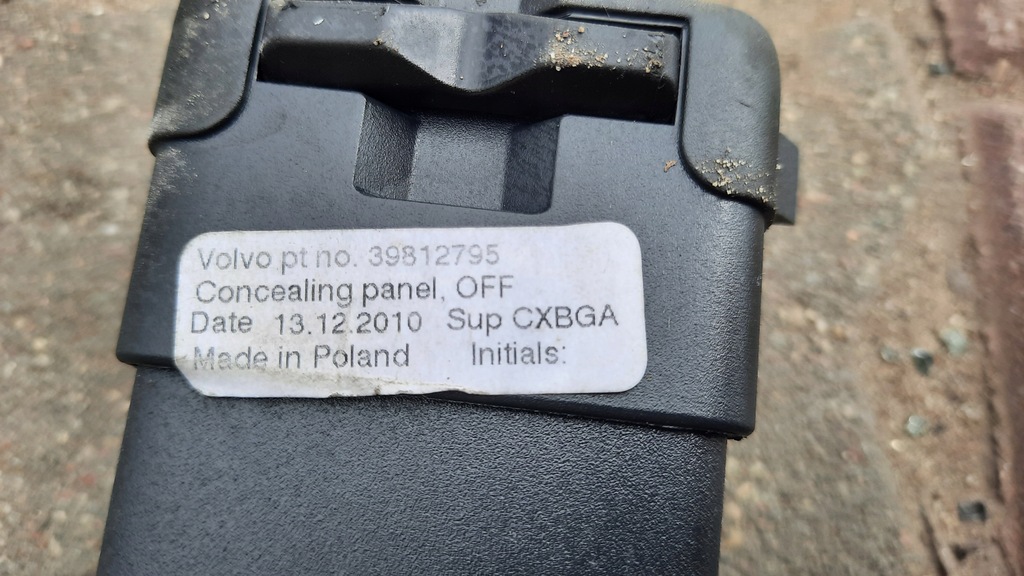 Volvo pt no. 39812795
Concealing panel, OFF
Date 13.12.2010 Sup CXBGA
Made in Poland Initials: